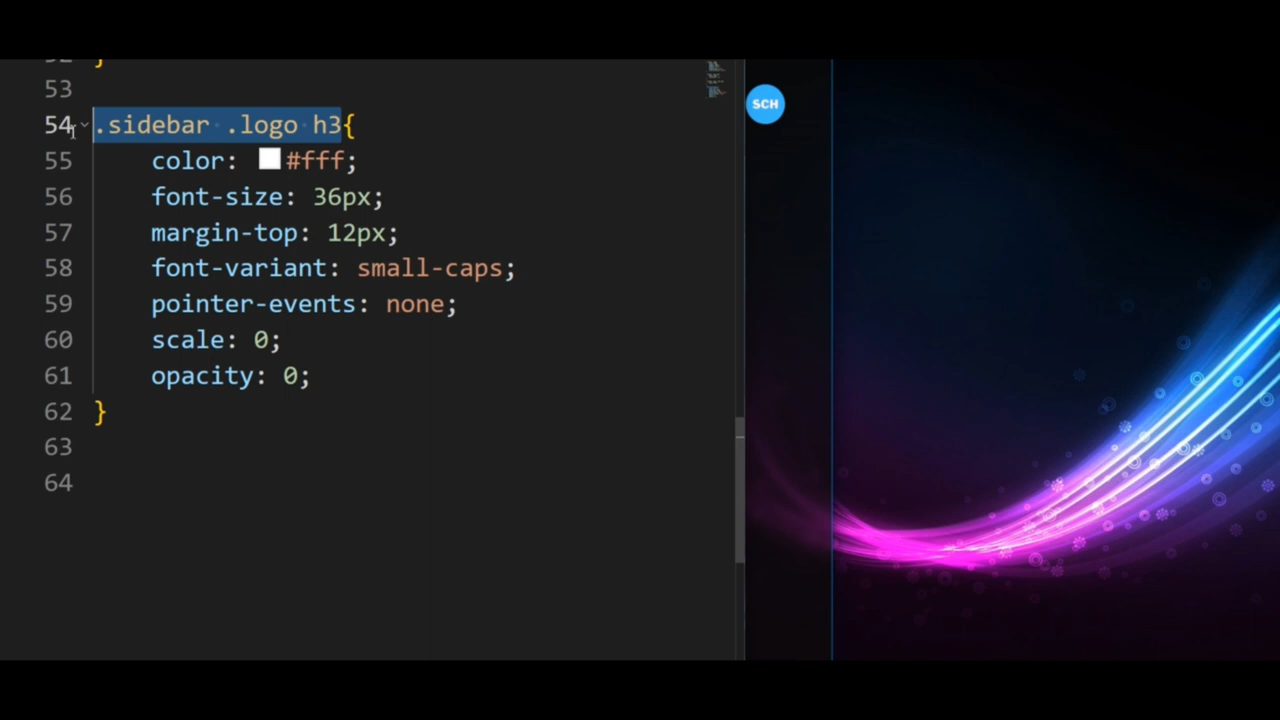 52 }
53
54 .sidebar .logo h3{
55 color: #fff;
56 font-size: 36px;
57 margin-top: 12px;
58 font-variant: small-caps;
59 pointer-events: none;
60 scale: 0;
61 opacity: 0;
62 }
63
64
SCH